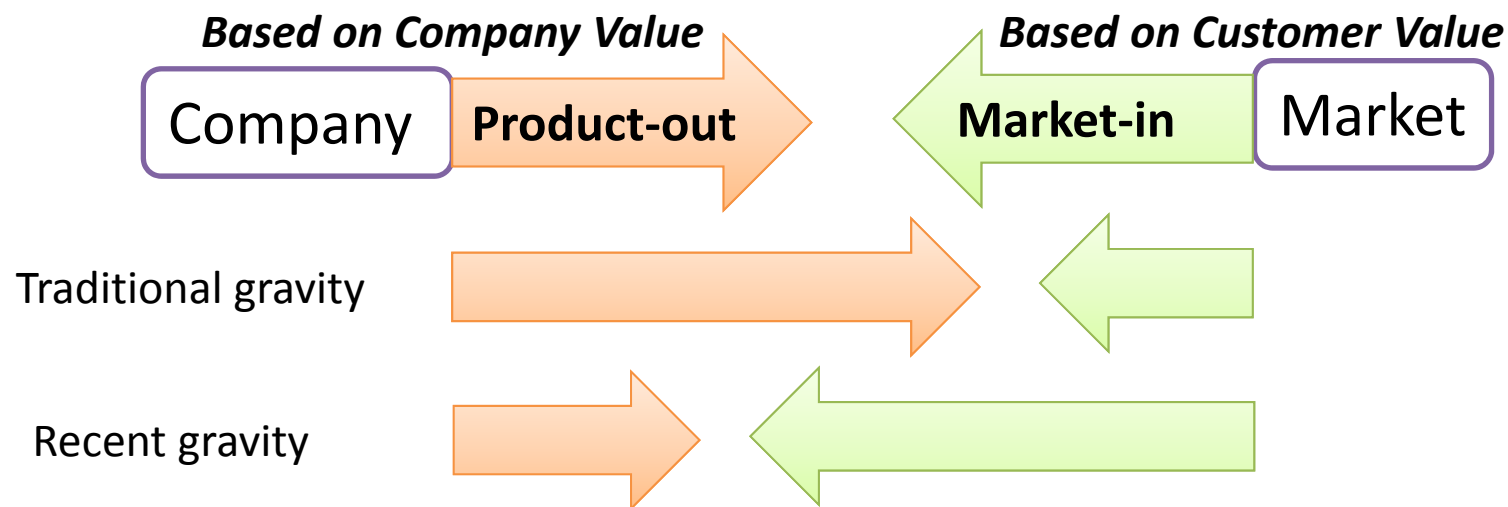 Based on Company Value
Based on Customer Value
Company
Product-out
Market-in
Market
Traditional gravity
Recent gravity